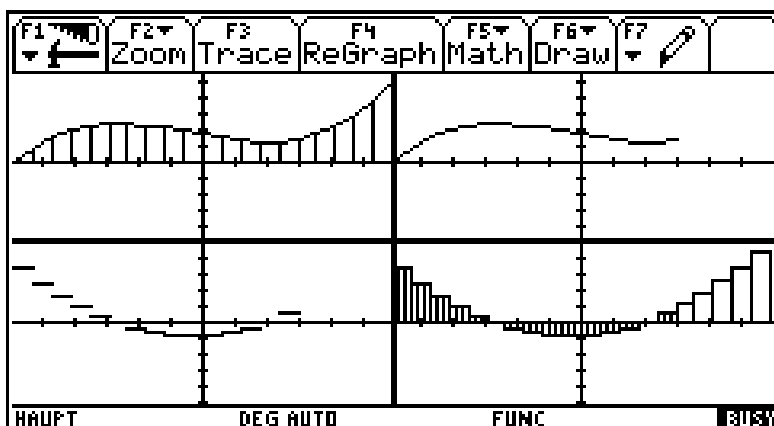 F1 F2 F3 F4 F5 F6 F7
Zoom Trace ReGraph Math Draw
HAUPT DEG AUTO FUNC BUSY